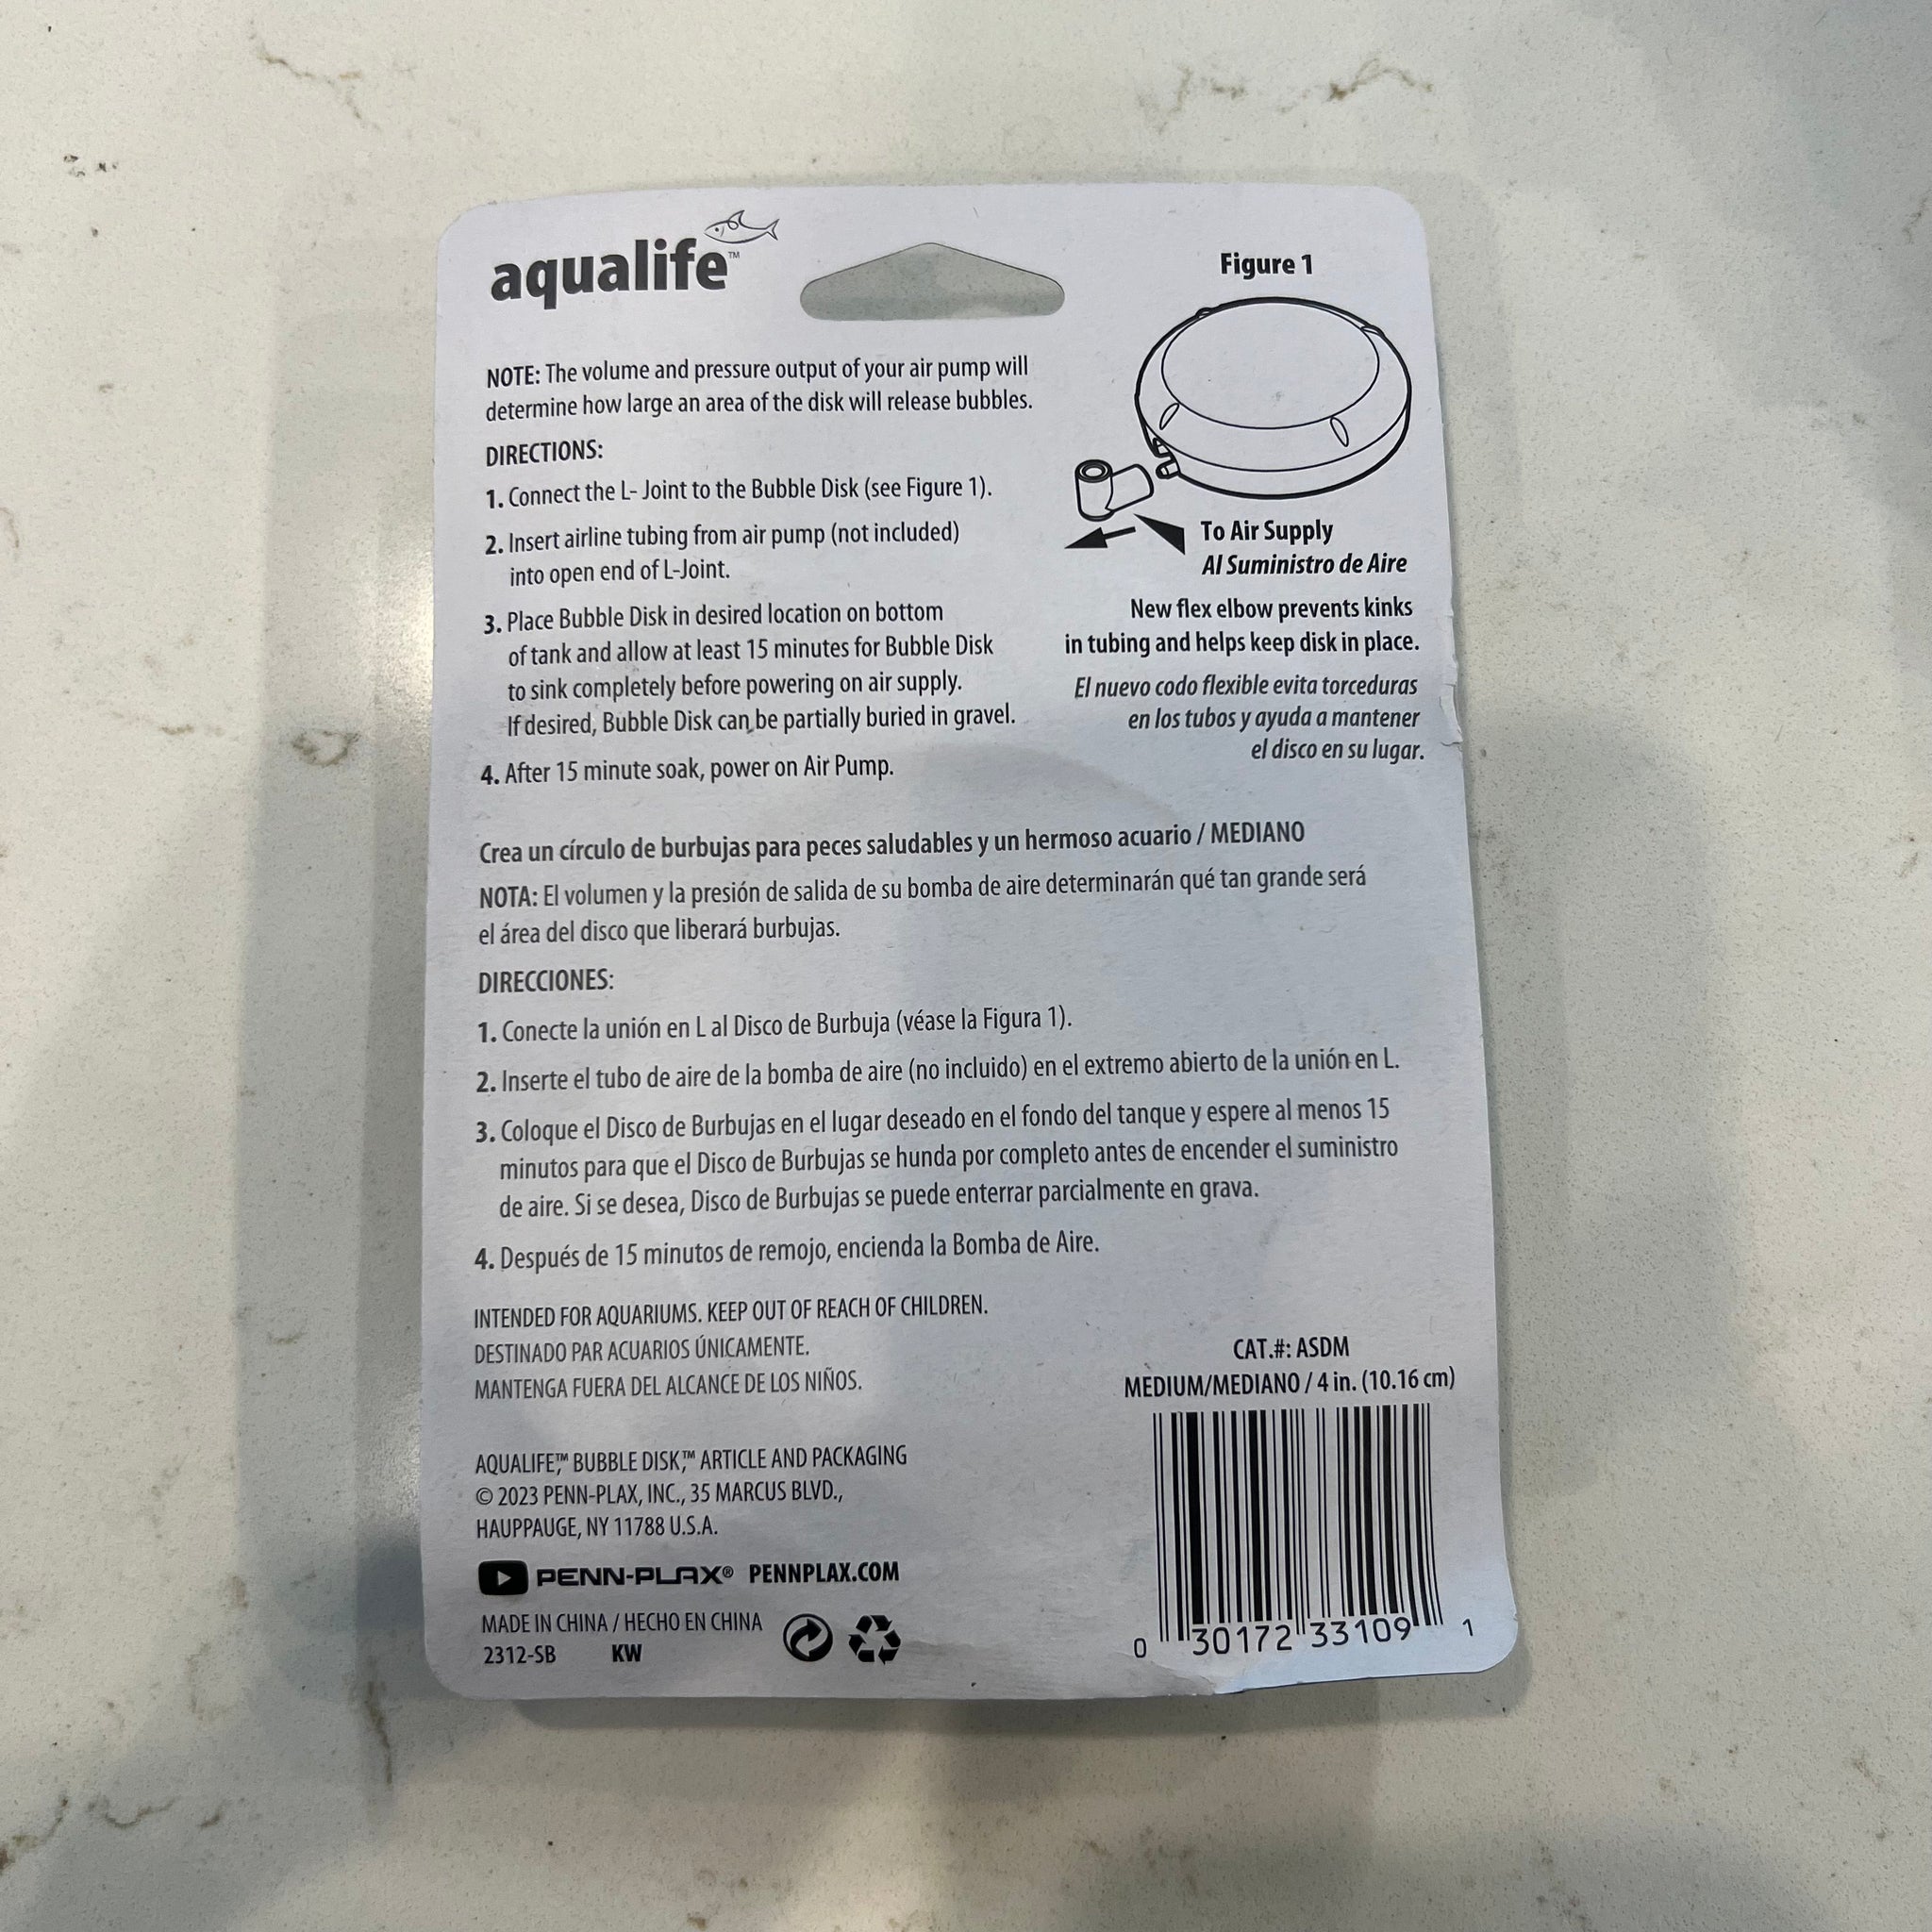 aqualife™
NOTE: The volume and pressure output of your air pump will
determine how large an area of the disk will release bubbles.
DIRECTIONS:
1. Connect the L- Joint to the Bubble Disk (see Figure 1).
2. Insert airline tubing from air pump (not included)
into open end of L-Joint.
3. Place Bubble Disk in desired location on bottom
of tank and allow at least 15 minutes for Bubble Disk
to sink completely before powering on air supply.
If desired, Bubble Disk can be partially buried in gravel.
4. After 15 minute soak, power on Air Pump.
Figure 1
To Air Supply
Al Suministro de Aire
New flex elbow prevents kinks
in tubing and helps keep disk in place.
El nuevo codo flexible evita torceduras
en los tubos y ayuda a mantener
el disco en su lugar.
Crea un círculo de burbujas para peces saludables y un hermoso acuario / MEDIANO
NOTA: El volumen y la presión de salida de su bomba de aire determinarán qué tan grande será
el área del disco que liberará burbujas.
DIRECCIONES:
1. Conecte la unión en L al Disco de Burbuja (véase la Figura 1).
2. Inserte el tubo de aire de la bomba de aire (no incluido) en el extremo abierto de la unión en L.
3. Coloque el Disco de Burbujas en el lugar deseado en el fondo del tanque y espere al menos 15
minutos para que el Disco de Burbujas se hunda por completo antes de encender el suministro
de aire. Si se desea, Disco de Burbujas se puede enterrar parcialmente en grava.
4. Después de 15 minutos de remojo, encienda la Bomba de Aire.
INTENDED FOR AQUARIUMS. KEEP OUT OF REACH OF CHILDREN.
DESTINADO PAR ACUARIOS ÚNICAMENTE.
MANTENGA FUERA DEL ALCANCE DE LOS NIÑOS.
AQUALIFE,™ BUBBLE DISK,™ ARTICLE AND PACKAGING
© 2023 PENN-PLAX, INC., 35 MARCUS BLVD.,
HAUPPAUGE, NY 11788 U.S.A.
PENN-PLAX® PENNPLAX.COM
MADE IN CHINA / HECHO EN CHINA
2312-SB KW
CAT.#: ASDM
MEDIUM/MEDIANO / 4 in. (10.16 cm)
0 30172 33109 1